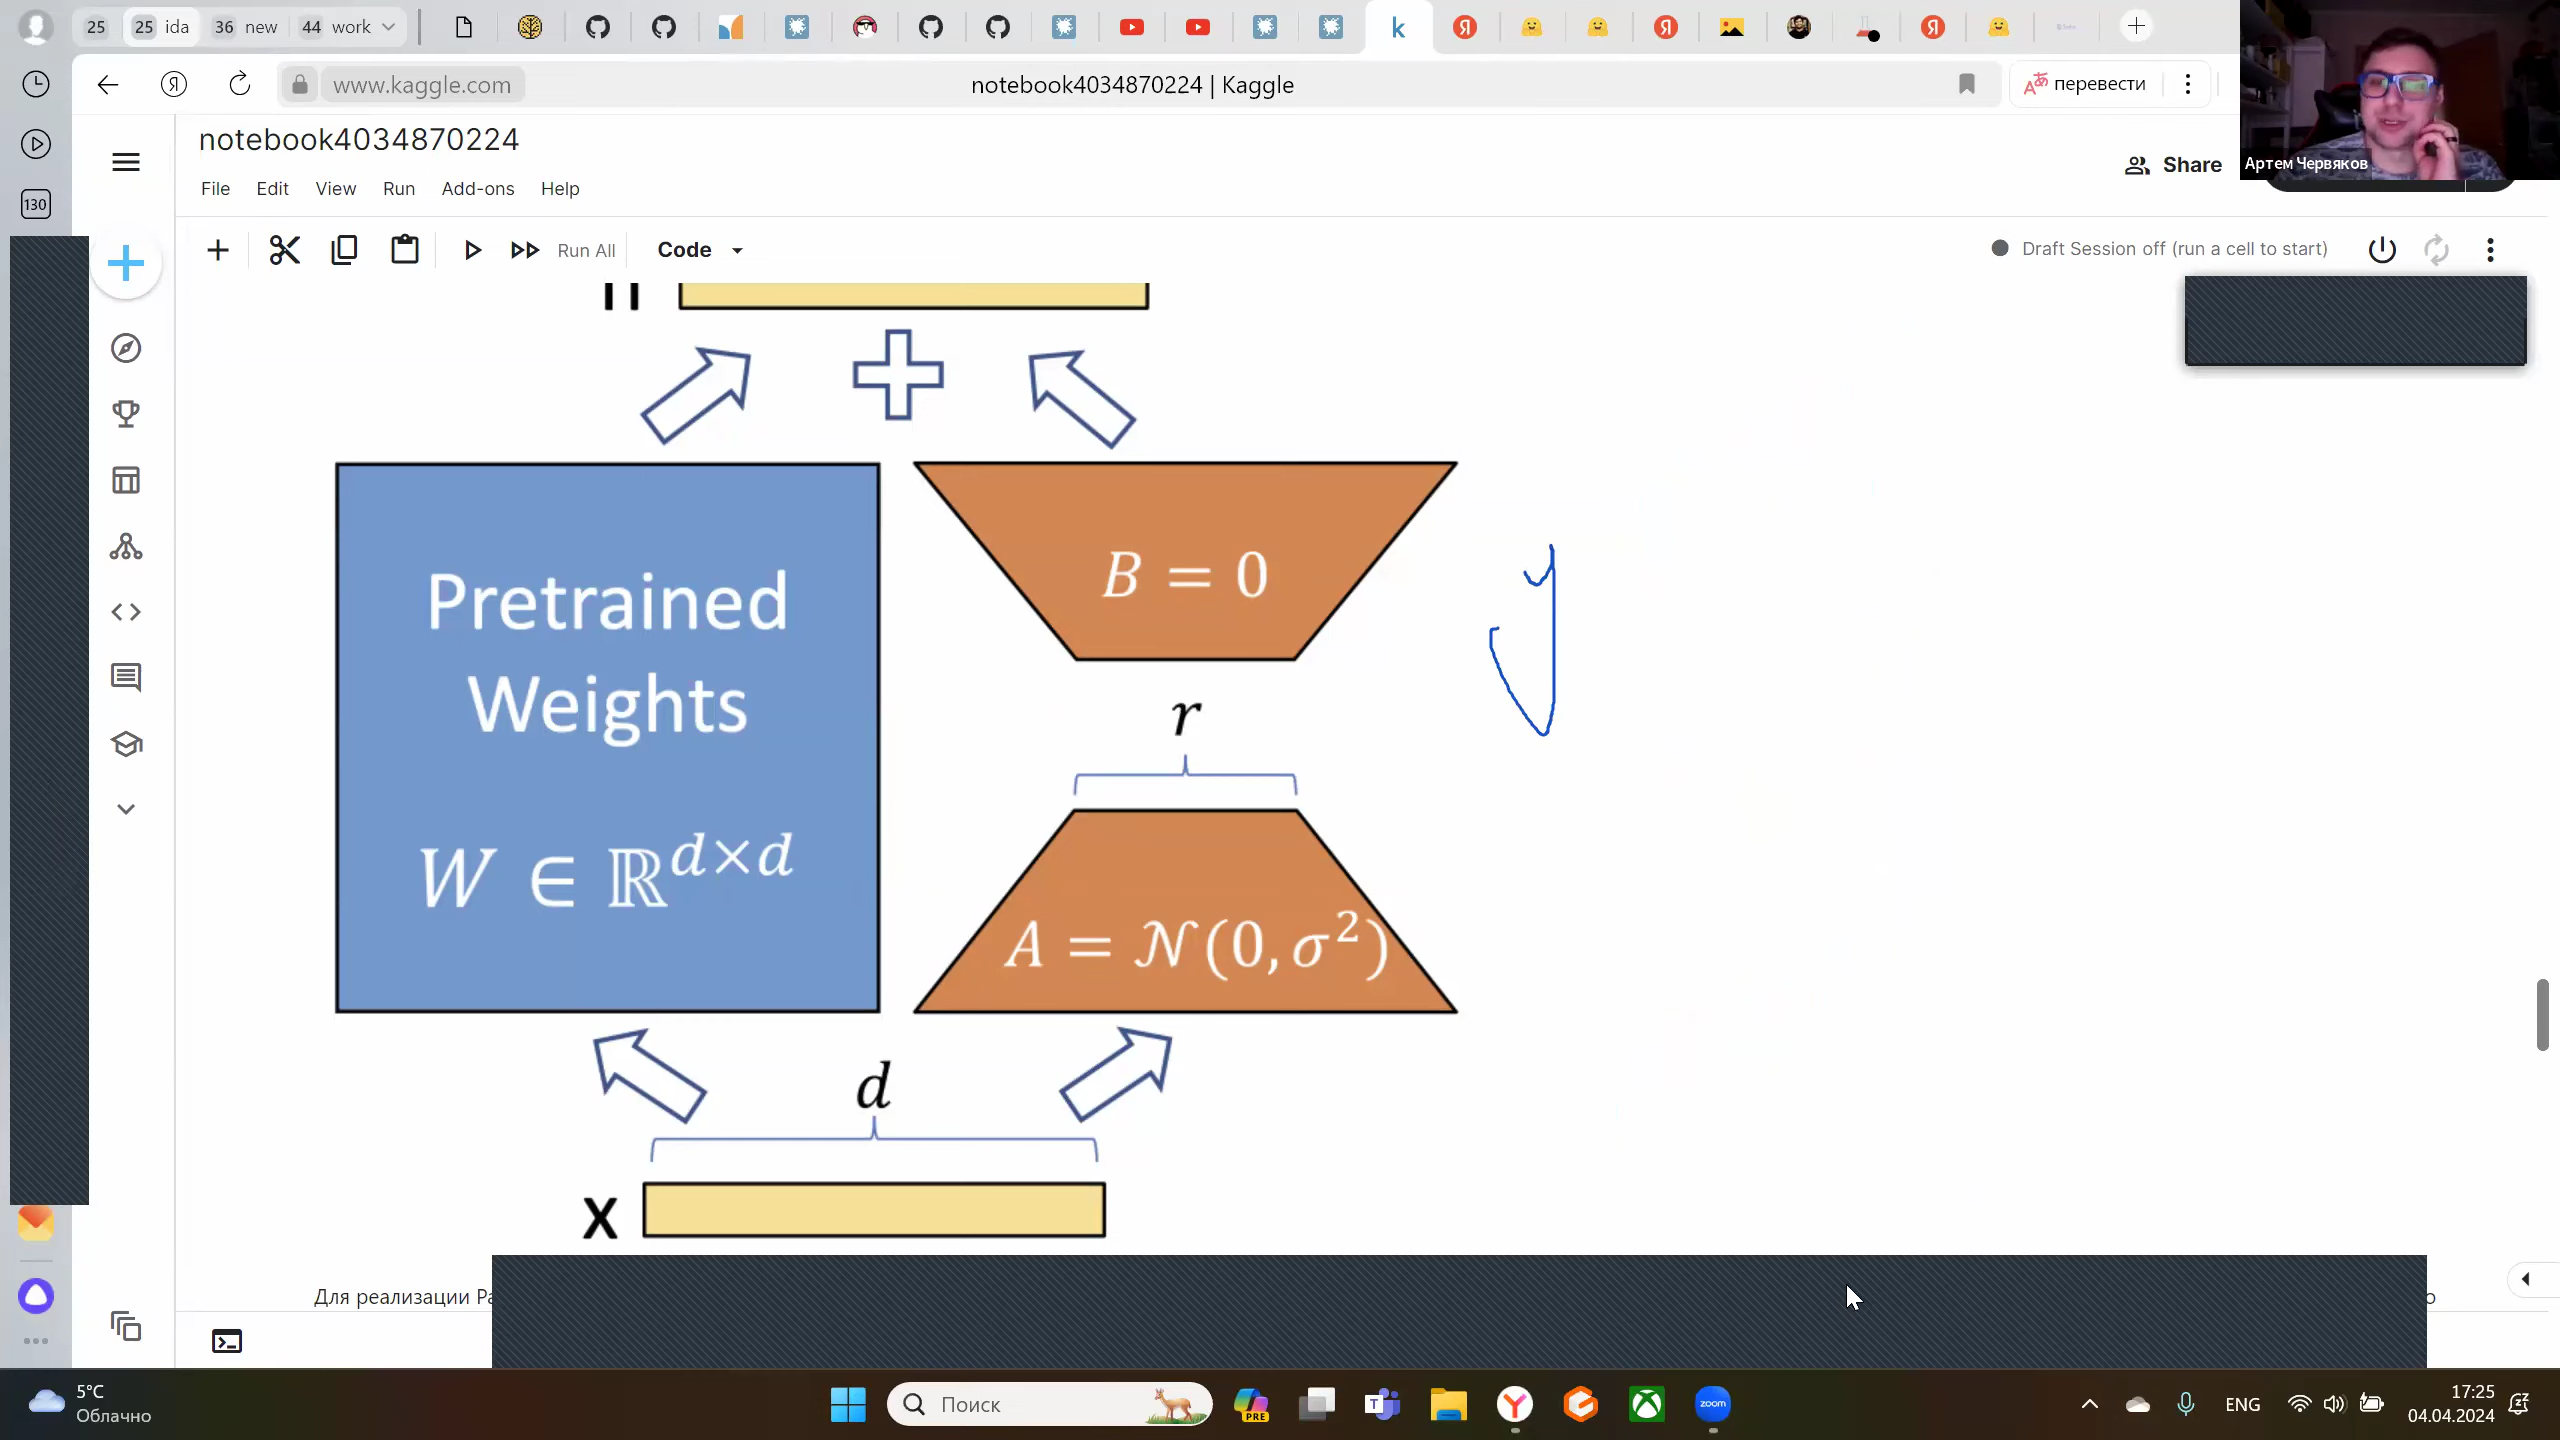 25 25 ida 36 new 44 work
www.kaggle.com notebook4034870224 | Kaggle перевести
Артем Червяков
notebook4034870224
Share
File Edit View Run Add-ons Help
130
Run All Code Draft Session off (run a cell to start)
Pretrained
Weights
W ∈ ℝ^{d×d}
B = 0
r
A = 𝒩(0, σ²)
d
x
y
Для реализации
5°C
Облачно
Поиск
PRE
zoom
ENG
17:25
04.04.2024